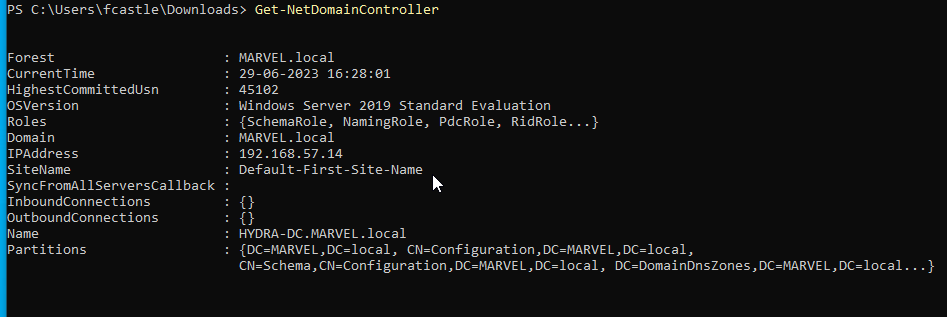 PS C:\Users\fcastle\Downloads> Get-NetDomainController
Forest                     : MARVEL.local
CurrentTime                : 29-06-2023 16:28:01
HighestCommittedUsn        : 45102
OSVersion                  : Windows Server 2019 Standard Evaluation
Roles                      : {SchemaRole, NamingRole, PdcRole, RidRole...}
Domain                     : MARVEL.local
IPAddress                  : 192.168.57.14
SiteName                   : Default-First-Site-Name
SyncFromAllServersCallback :
InboundConnections         : {}
OutboundConnections        : {}
Name                       : HYDRA-DC.MARVEL.local
Partitions                 : {DC=MARVEL,DC=local, CN=Configuration,DC=MARVEL,DC=local,
                             CN=Schema,CN=Configuration,DC=MARVEL,DC=local, DC=DomainDnsZones,DC=MARVEL,DC=local...}